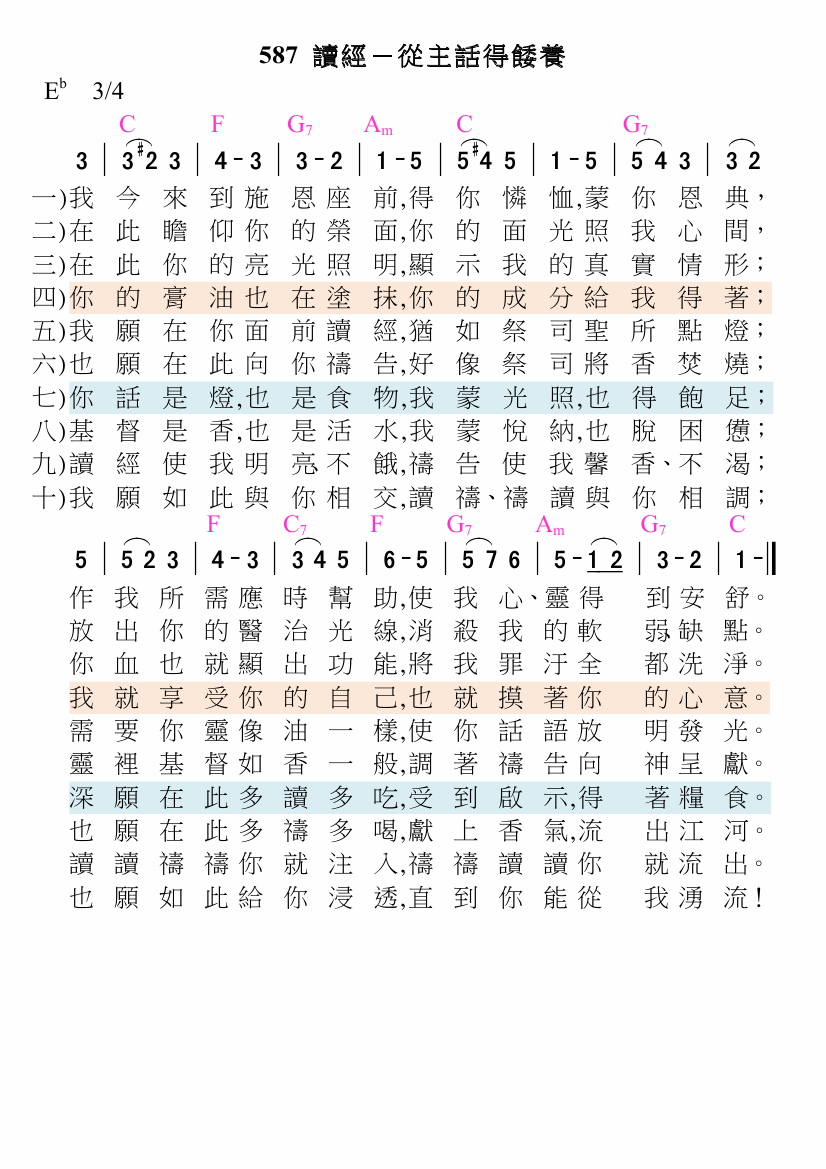 587 讀經－從主話得餧養
E♭ 3/4
C F G7 Am C G7
3 | 3 #2 3 | 4 - 3 | 3 - 2 | 1 - 5 | 5 #4 5 | 1 - 5 | 5 4 3 | 3 2
一)我今來到施恩座前,得你憐恤,蒙你恩典，
二)在此瞻仰你的榮面,你的面光照我心間，
三)在此你的亮光照明,顯示我的真實情形；
四)你的膏油也在塗抹,你的成分給我得著；
五)我願在你面前讀經,猶如祭司聖所點燈；
六)也願在此向你禱告,好像祭司將香焚燒；
七)你話是燈,也是食物,我蒙光照,也得飽足；
八)基督是香,也是活水,我蒙悅納,也脫困憊；
九)讀經使我明亮、不餓,禱告使我馨香、不渴；
十)我願如此與你相交,讀禱、禱讀與你相調；
F C7 F G7 Am G7 C
5 | 5 2 3 | 4 - 3 | 3 4 5 | 6 - 5 | 5 7 6 | 5 - 1 2 | 3 - 2 | 1 - ‖
作我所需應時幫助,使我心、靈得到安舒。
放出你的醫治光線,消殺我的軟弱、缺點。
你血也就顯出功能,將我罪汙全都洗淨。
我就享受你的自己,也就摸著你的心意。
需要你靈像油一樣,使你話語放明發光。
靈裡基督如香一般,調著禱告向神呈獻。
深願在此多讀多吃,受到啟示,得著糧食。
也願在此多禱多喝,獻上香氣,流出江河。
讀讀禱禱你就注入,禱禱讀讀你就流出。
也願如此給你浸透,直到你能從我湧流！